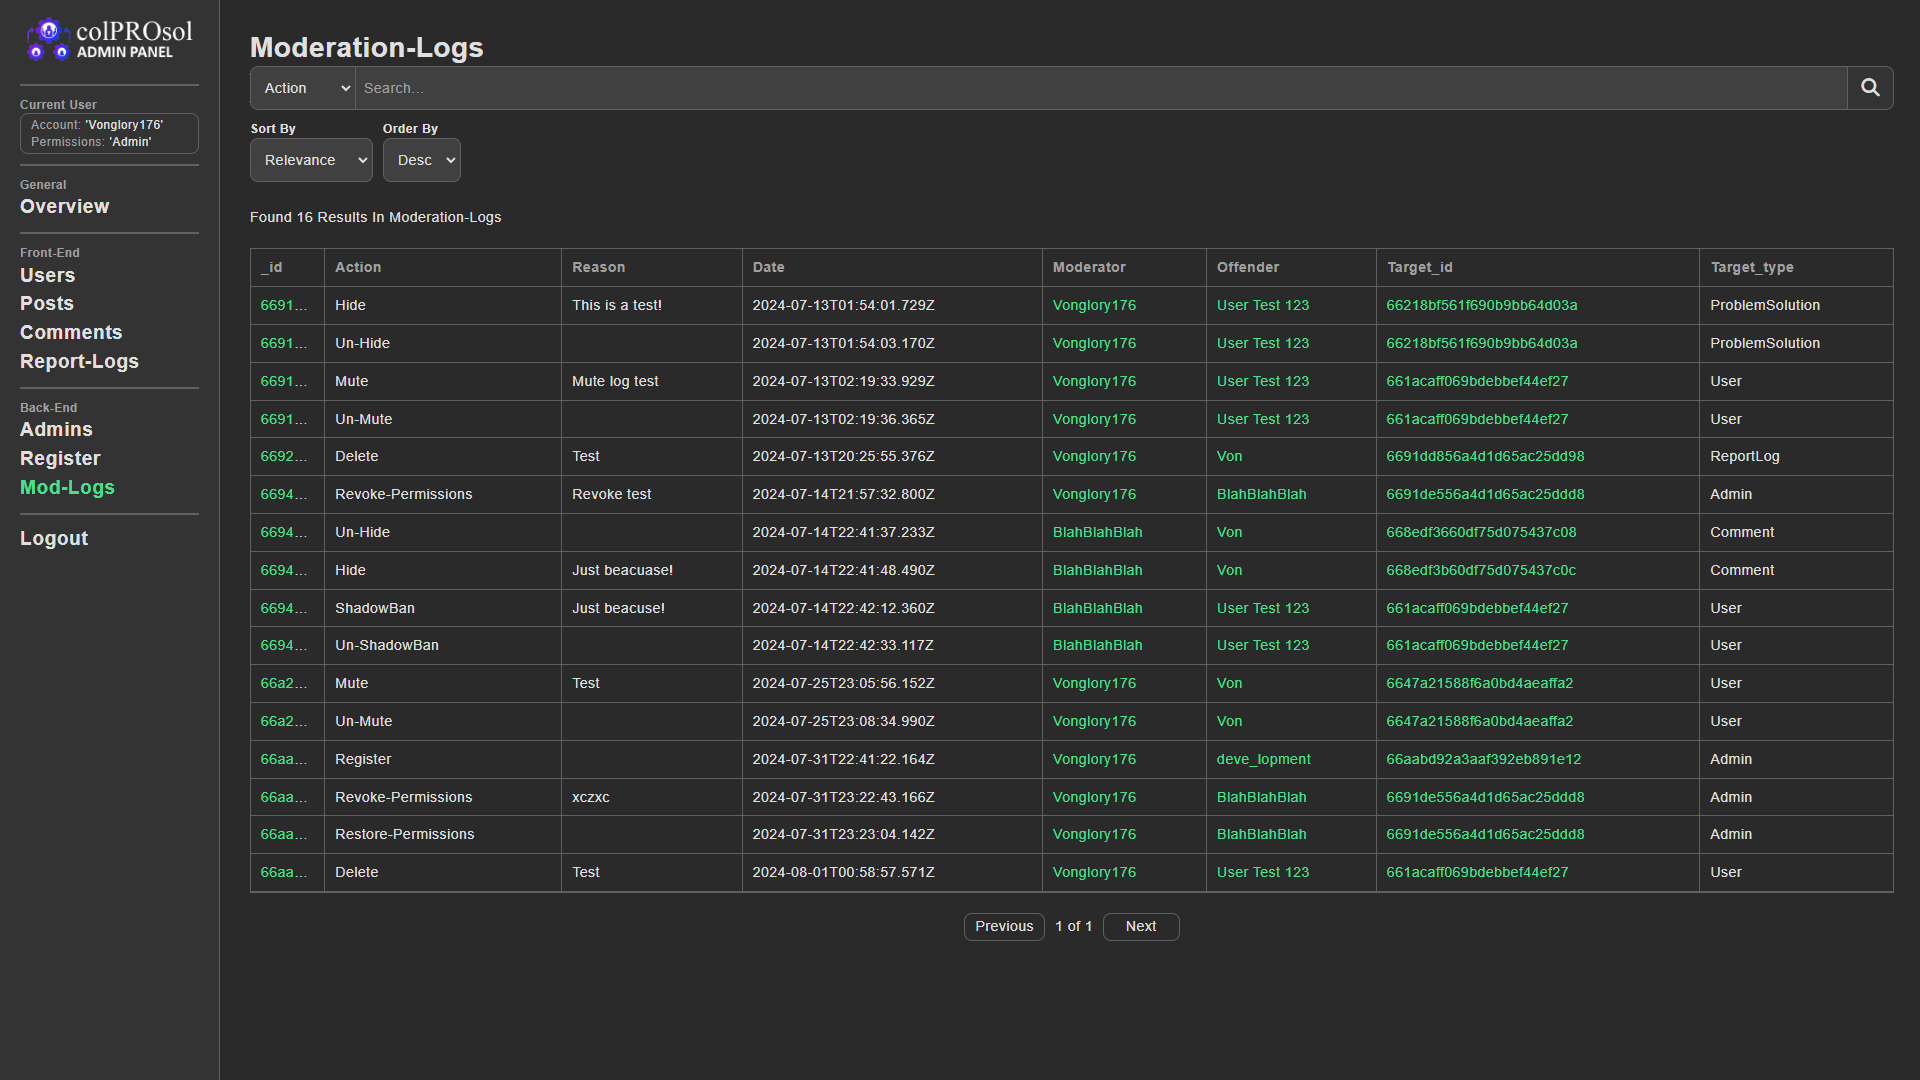 colPROsol
ADMIN PANEL
Current User
Account: 'Vonglory176'
Permissions: 'Admin'
General
Overview
Front-End
Users
Posts
Comments
Report-Logs
Back-End
Admins
Register
Mod-Logs
Logout
Moderation-Logs
Action Search...
Sort By Order By
Relevance Desc
Found 16 Results In Moderation-Logs
_id Action Reason Date Moderator Offender Target_id Target_type
6691... Hide This is a test! 2024-07-13T01:54:01.729Z Vonglory176 User Test 123 66218bf561f690b9bb64d03a ProblemSolution
6691... Un-Hide 2024-07-13T01:54:03.170Z Vonglory176 User Test 123 66218bf561f690b9bb64d03a ProblemSolution
6691... Mute Mute log test 2024-07-13T02:19:33.929Z Vonglory176 User Test 123 661acaff069bdebbef44ef27 User
6691... Un-Mute 2024-07-13T02:19:36.365Z Vonglory176 User Test 123 661acaff069bdebbef44ef27 User
6692... Delete Test 2024-07-13T20:25:55.376Z Vonglory176 Von 6691dd856a4d1d65ac25dd98 ReportLog
6694... Revoke-Permissions Revoke test 2024-07-14T21:57:32.800Z Vonglory176 BlahBlahBlah 6691de556a4d1d65ac25ddd8 Admin
6694... Un-Hide 2024-07-14T22:41:37.233Z BlahBlahBlah Von 668edf3660df75d075437c08 Comment
6694... Hide Just beacuase! 2024-07-14T22:41:48.490Z BlahBlahBlah Von 668edf3b60df75d075437c0c Comment
6694... ShadowBan Just beacuse! 2024-07-14T22:42:12.360Z BlahBlahBlah User Test 123 661acaff069bdebbef44ef27 User
6694... Un-ShadowBan 2024-07-14T22:42:33.117Z BlahBlahBlah User Test 123 661acaff069bdebbef44ef27 User
66a2... Mute Test 2024-07-25T23:05:56.152Z Vonglory176 Von 6647a21588f6a0bd4aeaffa2 User
66a2... Un-Mute 2024-07-25T23:08:34.990Z Vonglory176 Von 6647a21588f6a0bd4aeaffa2 User
66aa... Register 2024-07-31T22:41:22.164Z Vonglory176 deve_lopment 66aabd92a3aaf392eb891e12 Admin
66aa... Revoke-Permissions xczxc 2024-07-31T23:22:43.166Z Vonglory176 BlahBlahBlah 6691de556a4d1d65ac25ddd8 Admin
66aa... Restore-Permissions 2024-07-31T23:23:04.142Z Vonglory176 BlahBlahBlah 6691de556a4d1d65ac25ddd8 Admin
66aa... Delete Test 2024-08-01T00:58:57.571Z Vonglory176 User Test 123 661acaff069bdebbef44ef27 User
Previous 1 of 1 Next